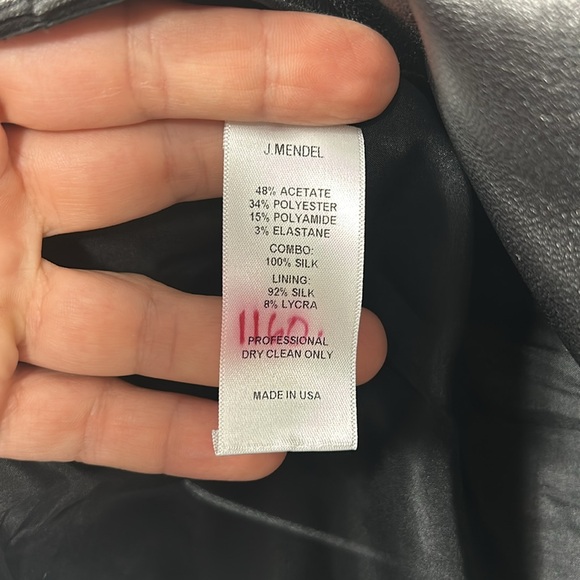 J.MENDEL
48% ACETATE
34% POLYESTER
15% POLYAMIDE
3% ELASTANE
COMBO:
100% SILK
LINING:
92% SILK
8% LYCRA
1160.
PROFESSIONAL
DRY CLEAN ONLY
MADE IN USA